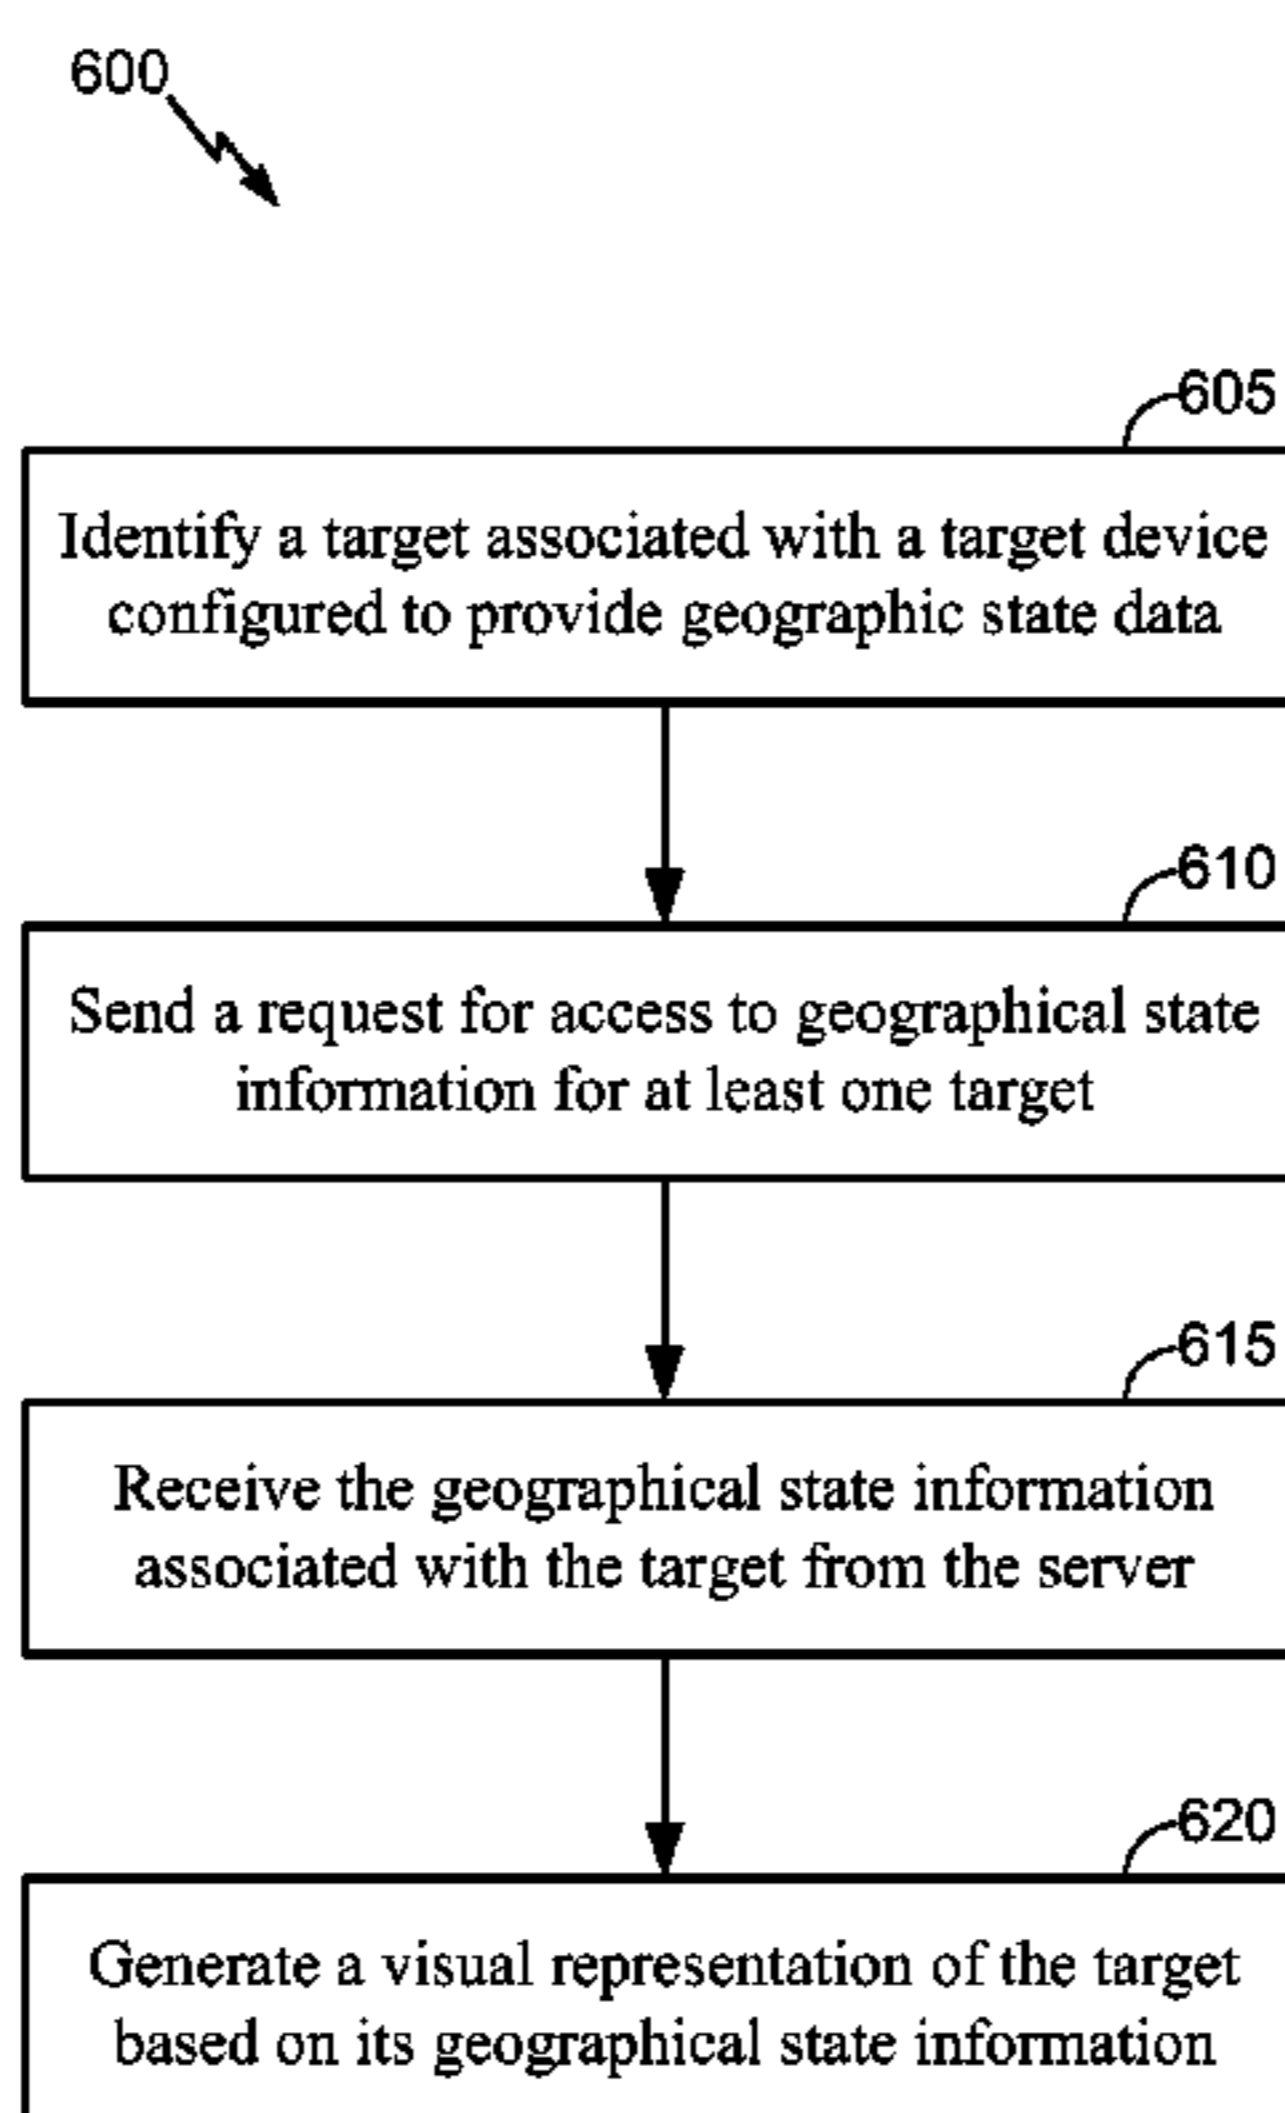 600
605
Identify a target associated with a target device
configured to provide geographic state data
610
Send a request for access to geographical state
information for at least one target
615
Receive the geographical state information
associated with the target from the server
620
Generate a visual representation of the target
based on its geographical state information